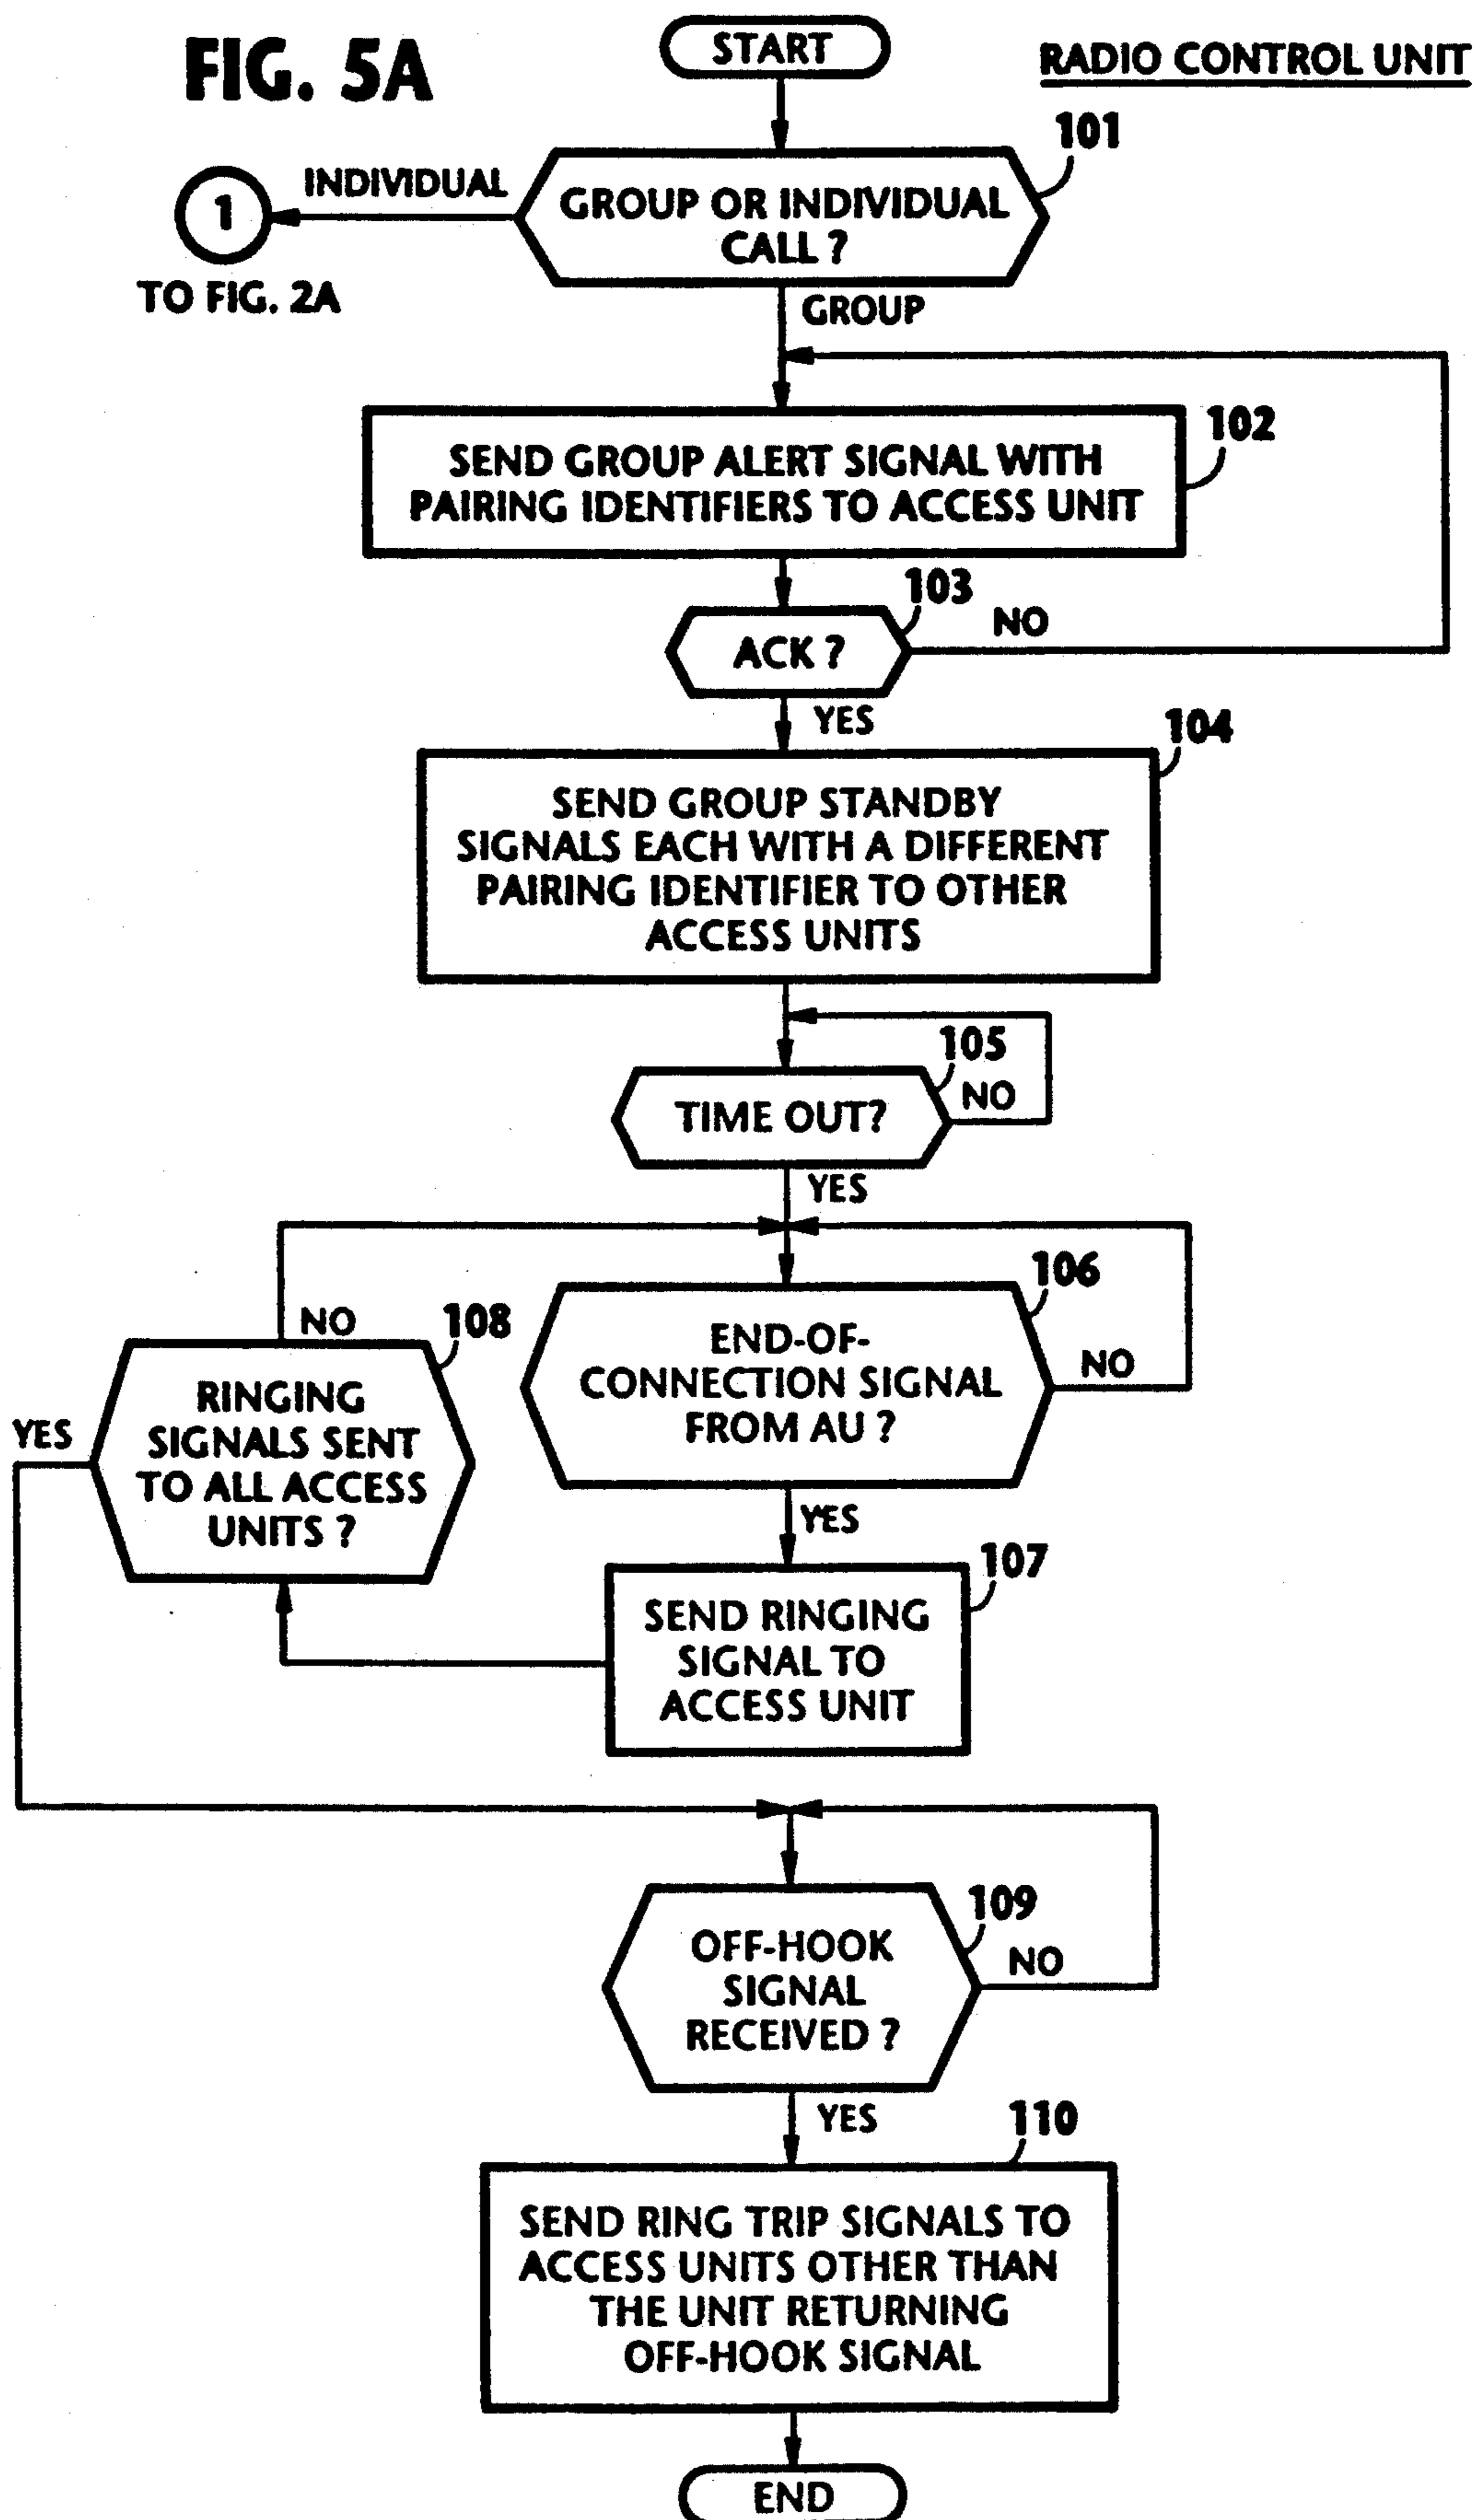 FIG. 5A
START
RADIO CONTROL UNIT
101
INDIVIDUAL
1
TO FIG. 2A
GROUP OR INDIVIDUAL
CALL ?
GROUP
102
SEND GROUP ALERT SIGNAL WITH
PAIRING IDENTIFIERS TO ACCESS UNIT
103
ACK ?
NO
YES
104
SEND GROUP STANDBY
SIGNALS EACH WITH A DIFFERENT
PAIRING IDENTIFIER TO OTHER
ACCESS UNITS
105
TIME OUT?
NO
YES
106
END-OF-
CONNECTION SIGNAL
FROM AU ?
NO
YES
107
SEND RINGING
SIGNAL TO
ACCESS UNIT
108
NO
RINGING
SIGNALS SENT
TO ALL ACCESS
UNITS ?
YES
109
OFF-HOOK
SIGNAL
RECEIVED ?
NO
YES
110
SEND RING TRIP SIGNALS TO
ACCESS UNITS OTHER THAN
THE UNIT RETURNING
OFF-HOOK SIGNAL
END